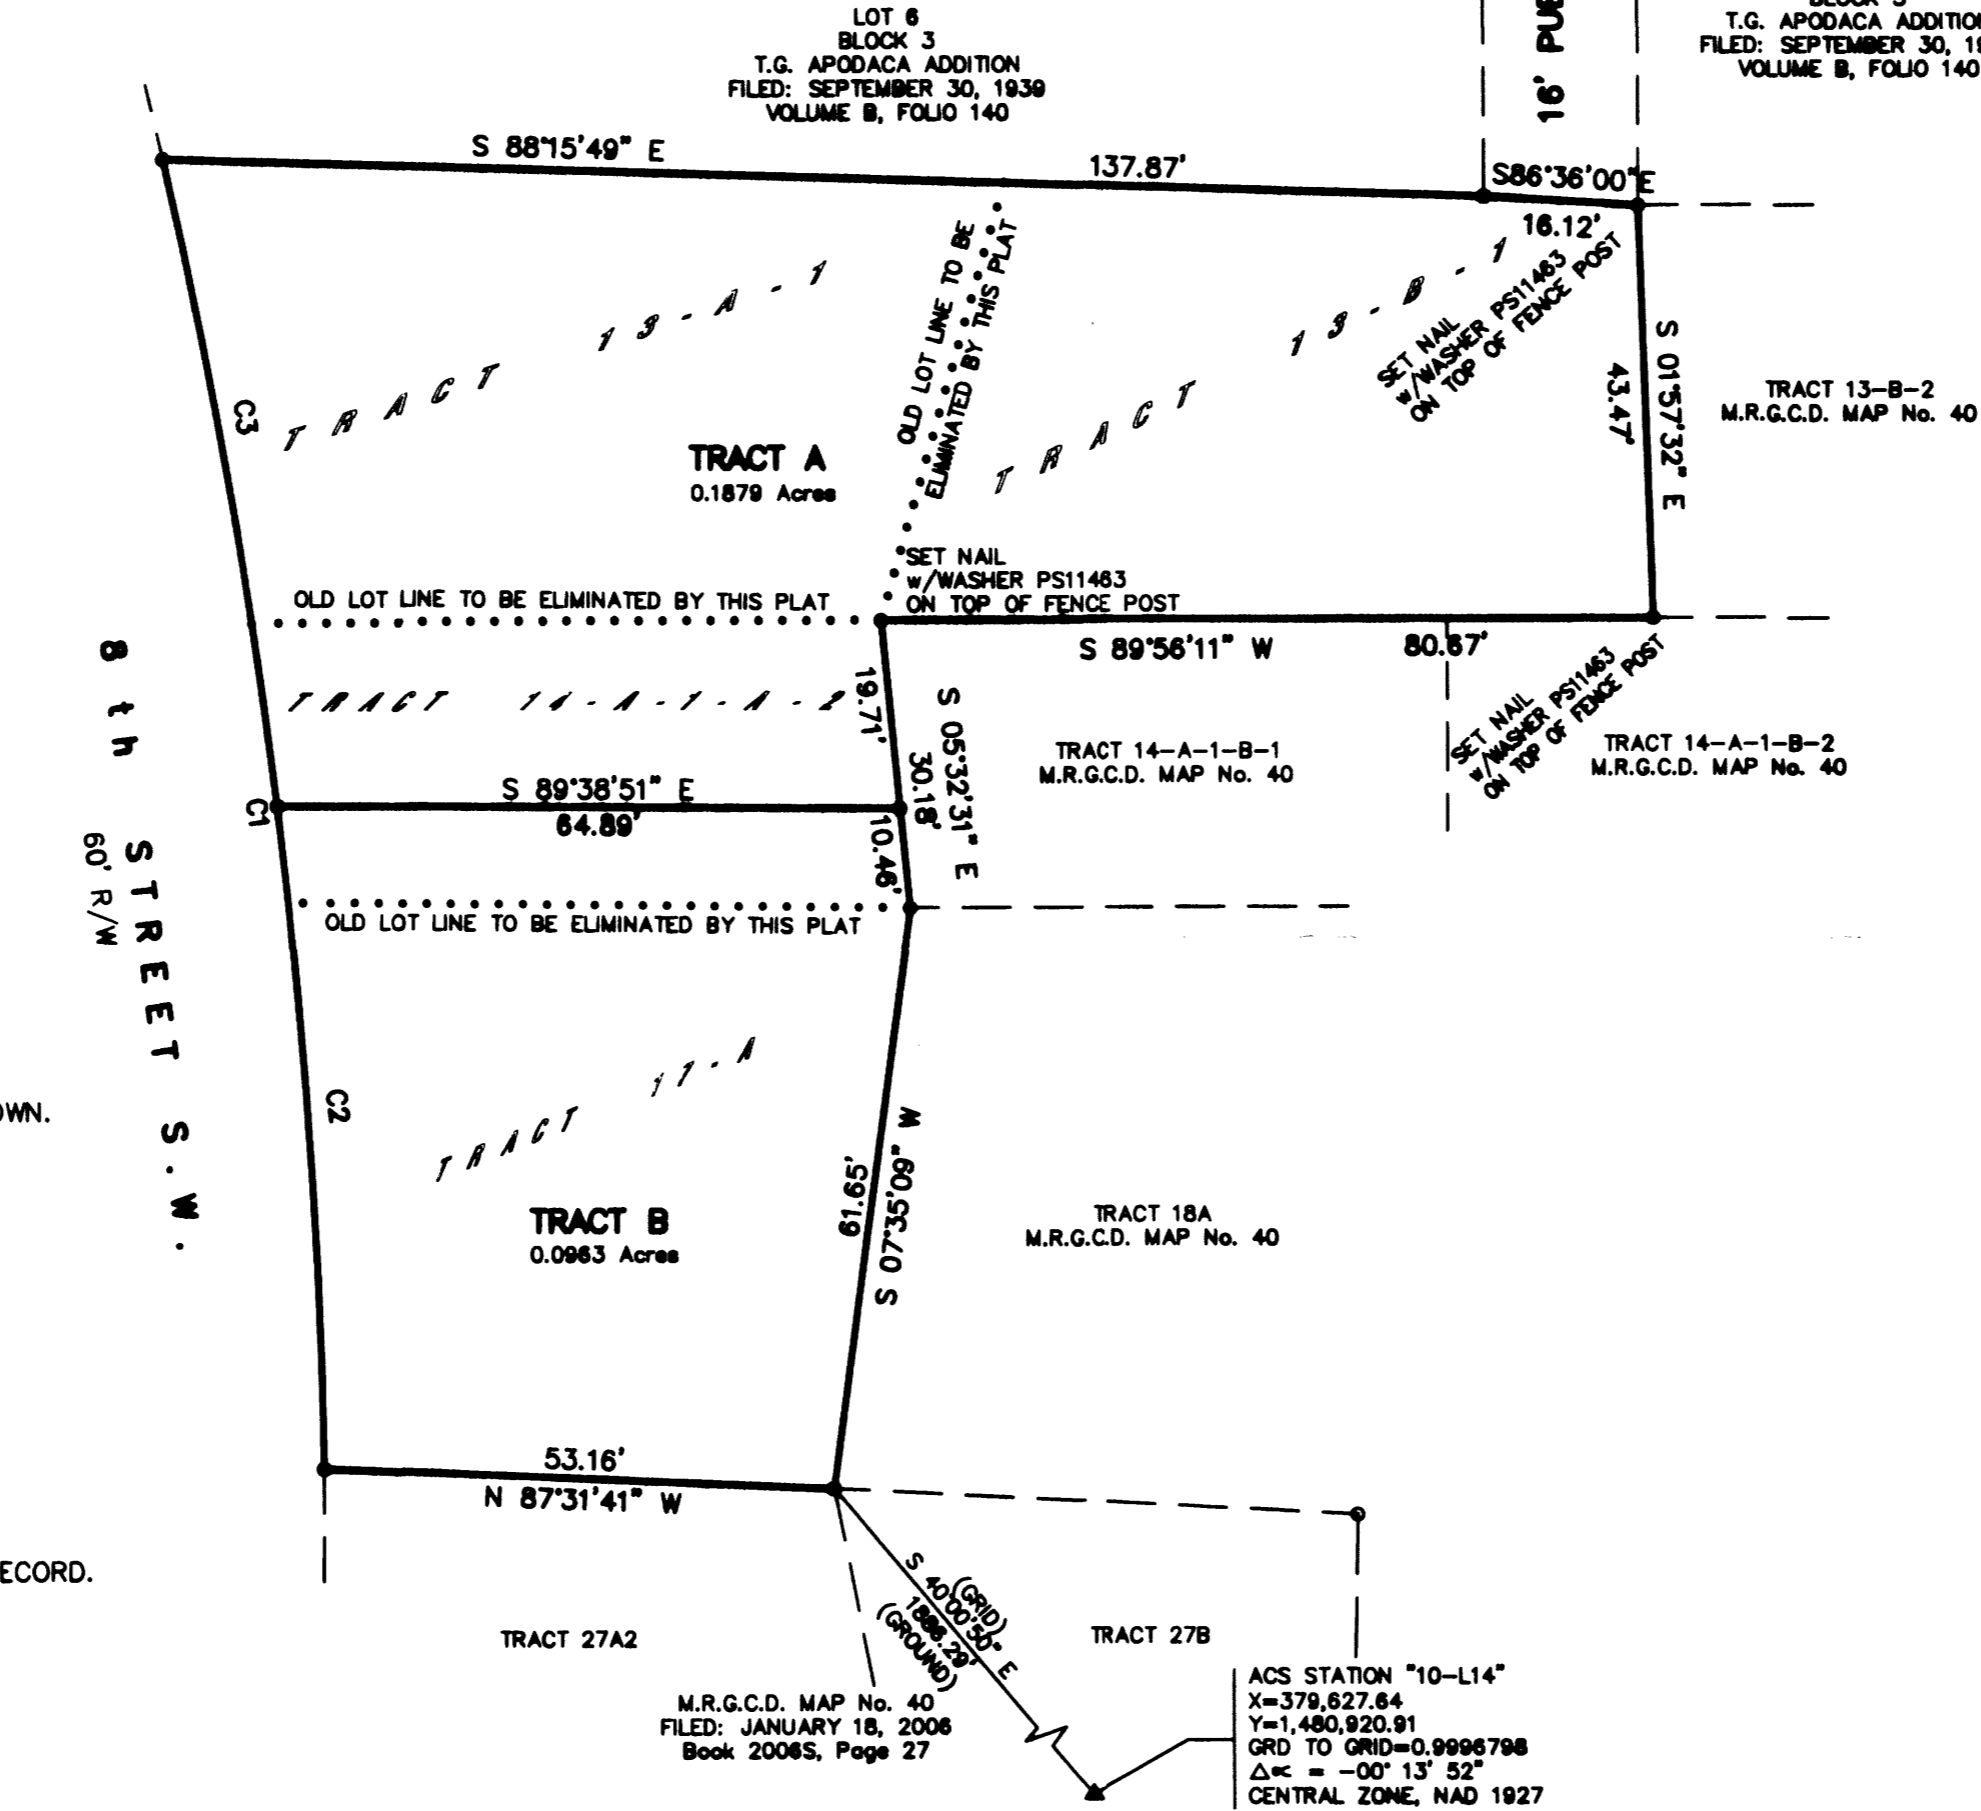 LOT 6
BLOCK 3
T.G. APODACA ADDITION
FILED: SEPTEMBER 30, 1939
VOLUME B, FOLIO 140
16' PUB
BLOCK 3
T.G. APODACA ADDITION
FILED: SEPTEMBER 30, 19
VOLUME B, FOLIO 140
S 88°15'49" E
137.87'
S86°36'00"E
16.12'
SET NAIL
w/WASHER PS11463
ON TOP OF FENCE POST
TRACT 13-A-1
OLD LOT LINE TO BE
ELIMINATED BY THIS PLAT
TRACT 13-B-1
S 01°57'32" E
43.47'
TRACT 13-B-2
M.R.G.C.D. MAP No. 40
C3
TRACT A
0.1879 Acres
SET NAIL
w/WASHER PS11463
ON TOP OF FENCE POST
OLD LOT LINE TO BE ELIMINATED BY THIS PLAT
S 89°56'11" W
80.67'
SET NAIL
w/WASHER PS11463
ON TOP OF FENCE POST
TRACT 14-A-1-A-2
19.71'
S 05°32'31" E
30.18'
10.46'
TRACT 14-A-1-B-1
M.R.G.C.D. MAP No. 40
TRACT 14-A-1-B-2
M.R.G.C.D. MAP No. 40
S 89°38'51" E
64.89'
C1
8th STREET S.W.
60' R/W
OLD LOT LINE TO BE ELIMINATED BY THIS PLAT
C2
TRACT 17-A
OWN.
S 07°35'09" W
61.65'
TRACT B
0.0963 Acres
TRACT 18A
M.R.G.C.D. MAP No. 40
53.16'
N 87°31'41" W
ECORD.
(GRID)
S 40°00'50" E
1886.29'
(GROUND)
TRACT 27A2
TRACT 27B
M.R.G.C.D. MAP No. 40
FILED: JANUARY 18, 2006
Book 2006S, Page 27
ACS STATION "10-L14"
X=379,627.64
Y=1,480,920.91
GRD TO GRID=0.9996798
Δ∝ = -00° 13' 52"
CENTRAL ZONE, NAD 1927